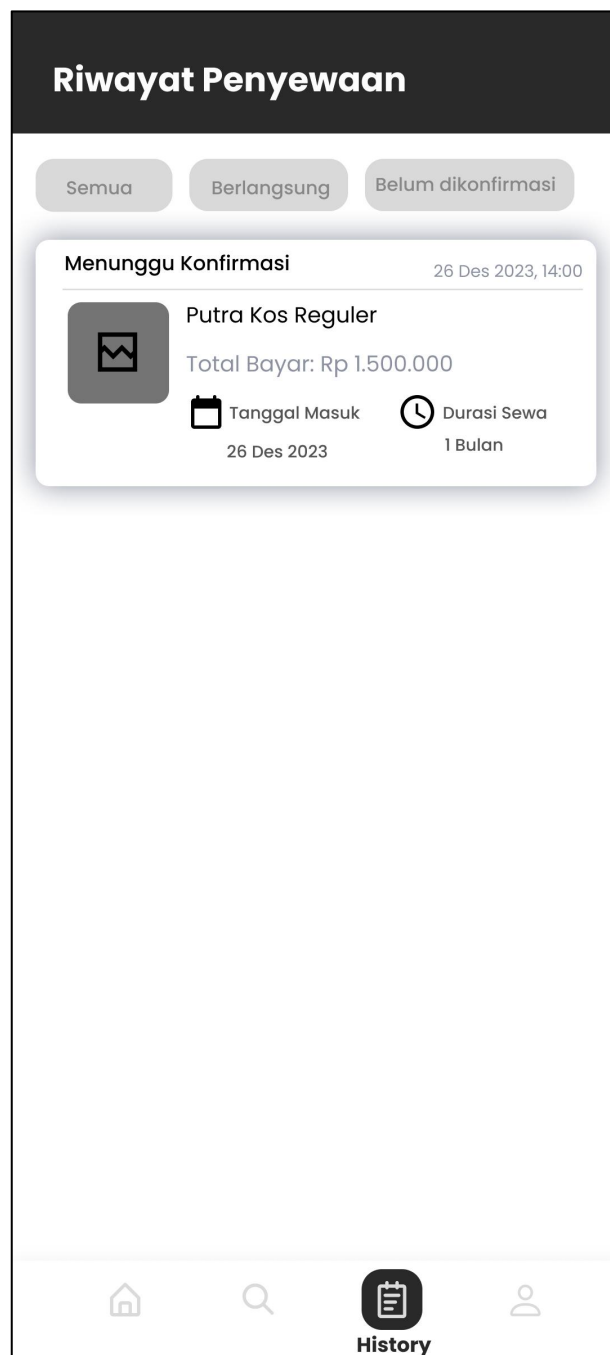 Riwayat Penyewaan
Semua Berlangsung Belum dikonfirmasi
Menunggu Konfirmasi 26 Des 2023, 14:00
Putra Kos Reguler
Total Bayar: Rp 1.500.000
Tanggal Masuk Durasi Sewa
26 Des 2023 1 Bulan
History